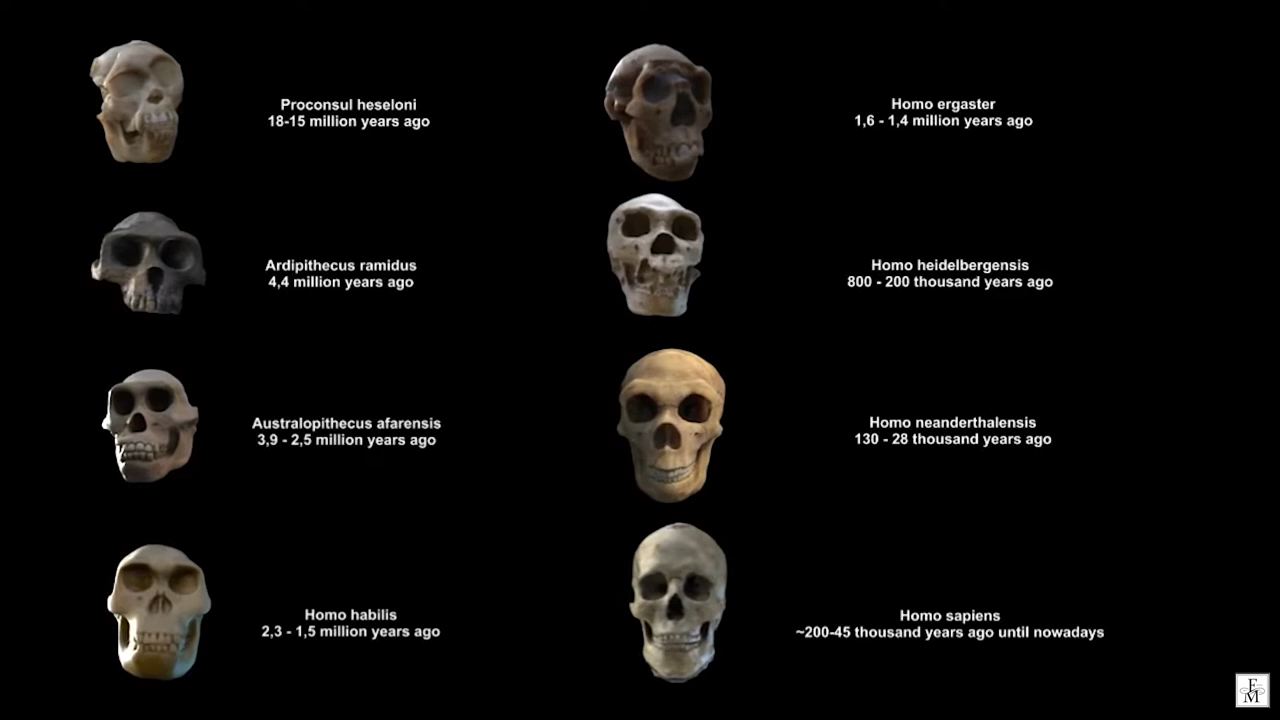 Proconsul heseloni
18-15 million years ago
Ardipithecus ramidus
4,4 million years ago
Australopithecus afarensis
3,9 - 2,5 million years ago
Homo habilis
2,3 - 1,5 million years ago
Homo ergaster
1,6 - 1,4 million years ago
Homo heidelbergensis
800 - 200 thousand years ago
Homo neanderthalensis
130 - 28 thousand years ago
Homo sapiens
~200-45 thousand years ago until nowadays
F
M